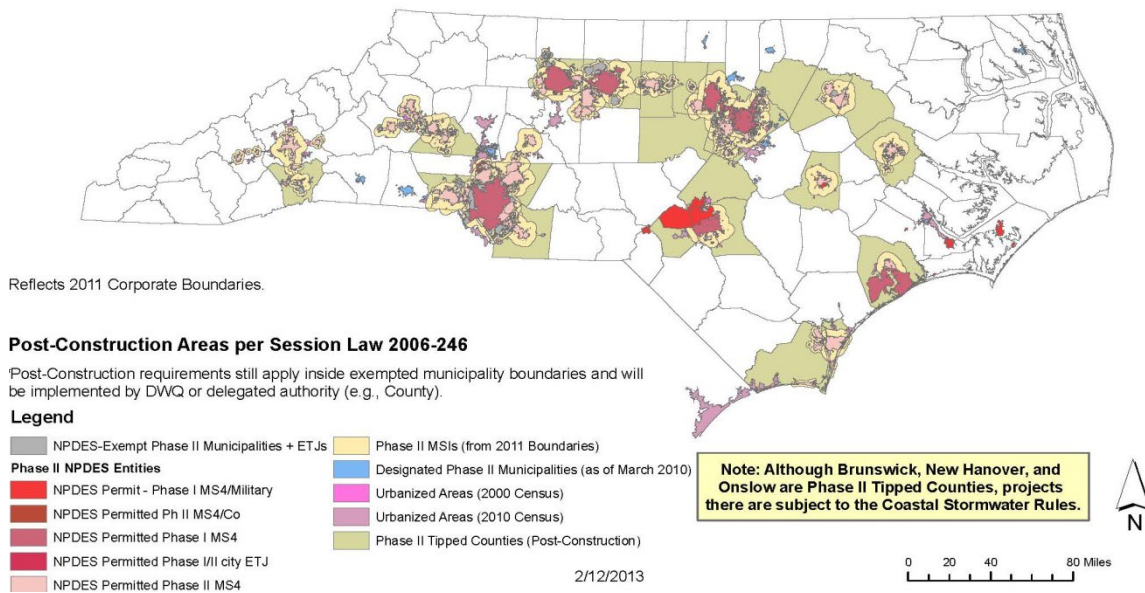 Reflects 2011 Corporate Boundaries.
Post-Construction Areas per Session Law 2006-246
'Post-Construction requirements still apply inside exempted municipality boundaries and will
be implemented by DWQ or delegated authority (e.g., County).
Legend
NPDES-Exempt Phase II Municipalities + ETJs
Phase II NPDES Entities
NPDES Permit - Phase I MS4/Military
NPDES Permitted Ph II MS4/Co
NPDES Permitted Phase I MS4
NPDES Permitted Phase I/II city ETJ
NPDES Permitted Phase II MS4
Phase II MSIs (from 2011 Boundaries)
Designated Phase II Municipalities (as of March 2010)
Urbanized Areas (2000 Census)
Urbanized Areas (2010 Census)
Phase II Tipped Counties (Post-Construction)
2/12/2013
Note: Although Brunswick, New Hanover, and
Onslow are Phase II Tipped Counties, projects
there are subject to the Coastal Stormwater Rules.
N
0 20 40 80 Miles